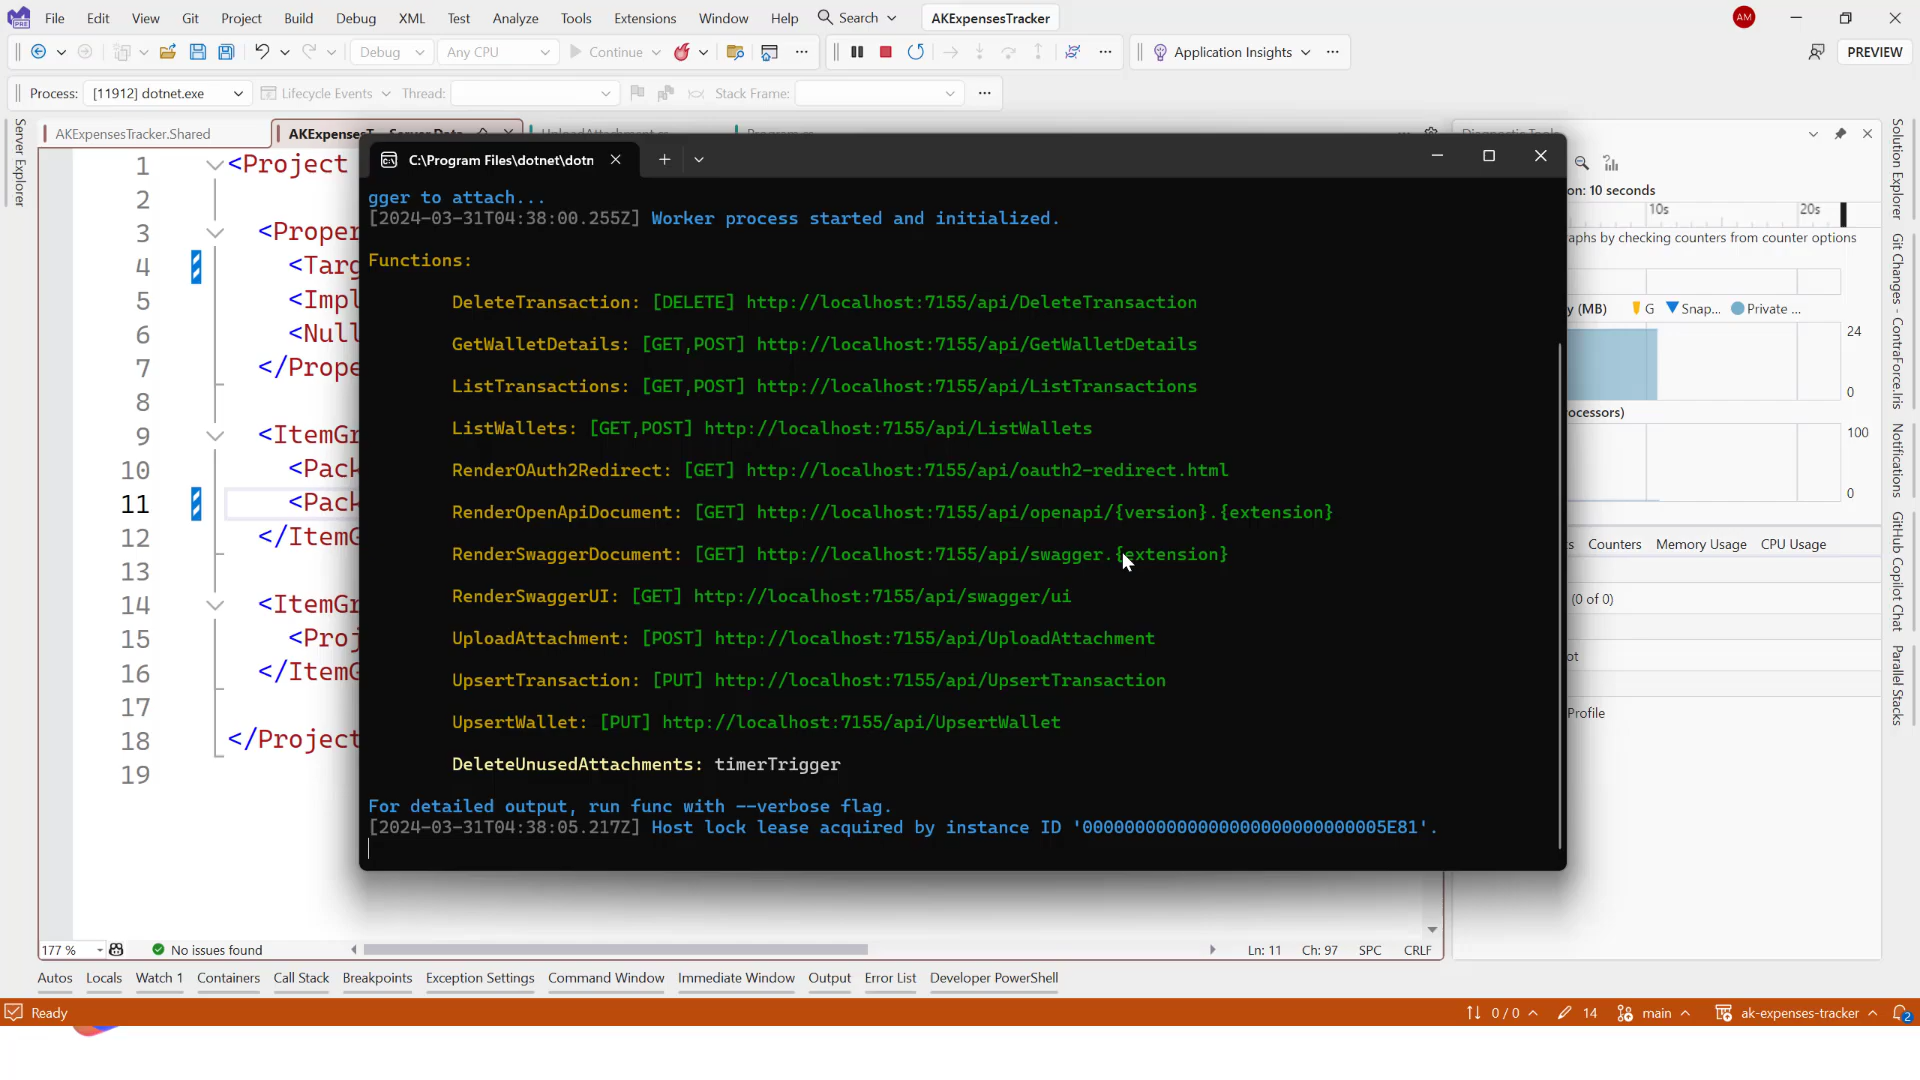 File Edit View Git Project Build Debug XML Test Analyze Tools Extensions Window Help Search AKExpensesTracker AM
Debug Any CPU Continue Application Insights PREVIEW
Process: [11912] dotnet.exe Lifecycle Events Thread: Stack Frame:
Server Explorer
AKExpensesTracker.Shared
C:\Program Files\dotnet\dotn
1 <Project
2
3 <Proper
4 <Targ
5 <Impl
6 <Null
7 </Prope
8
9 <ItemGr
10 <Pack
11 <Pack
12 </ItemG
13
14 <ItemGr
15 <Proj
16 </ItemG
17
18 </Project
19
gger to attach...
[2024-03-31T04:38:00.255Z] Worker process started and initialized.
Functions:
DeleteTransaction: [DELETE] http://localhost:7155/api/DeleteTransaction
GetWalletDetails: [GET,POST] http://localhost:7155/api/GetWalletDetails
ListTransactions: [GET,POST] http://localhost:7155/api/ListTransactions
ListWallets: [GET,POST] http://localhost:7155/api/ListWallets
RenderOAuth2Redirect: [GET] http://localhost:7155/api/oauth2-redirect.html
RenderOpenApiDocument: [GET] http://localhost:7155/api/openapi/{version}.{extension}
RenderSwaggerDocument: [GET] http://localhost:7155/api/swagger.{extension}
RenderSwaggerUI: [GET] http://localhost:7155/api/swagger/ui
UploadAttachment: [POST] http://localhost:7155/api/UploadAttachment
UpsertTransaction: [PUT] http://localhost:7155/api/UpsertTransaction
UpsertWallet: [PUT] http://localhost:7155/api/UpsertWallet
DeleteUnusedAttachments: timerTrigger
For detailed output, run func with --verbose flag.
[2024-03-31T04:38:05.217Z] Host lock lease acquired by instance ID '00000000000000000000000000005E81'.
on: 10 seconds
10s 20s
aphs by checking counters from counter options
y (MB) G Snap... Private ...
24
0
ocessors)
100
0
ts Counters Memory Usage CPU Usage
(0 of 0)
ot
Profile
Solution Explorer
Git Changes - ContraForce.Iris
Notifications
GitHub Copilot Chat
Parallel Stacks
177 % No issues found Ln: 11 Ch: 97 SPC CRLF
Autos Locals Watch 1 Containers Call Stack Breakpoints Exception Settings Command Window Immediate Window Output Error List Developer PowerShell
Ready 0 / 0 14 main ak-expenses-tracker 2